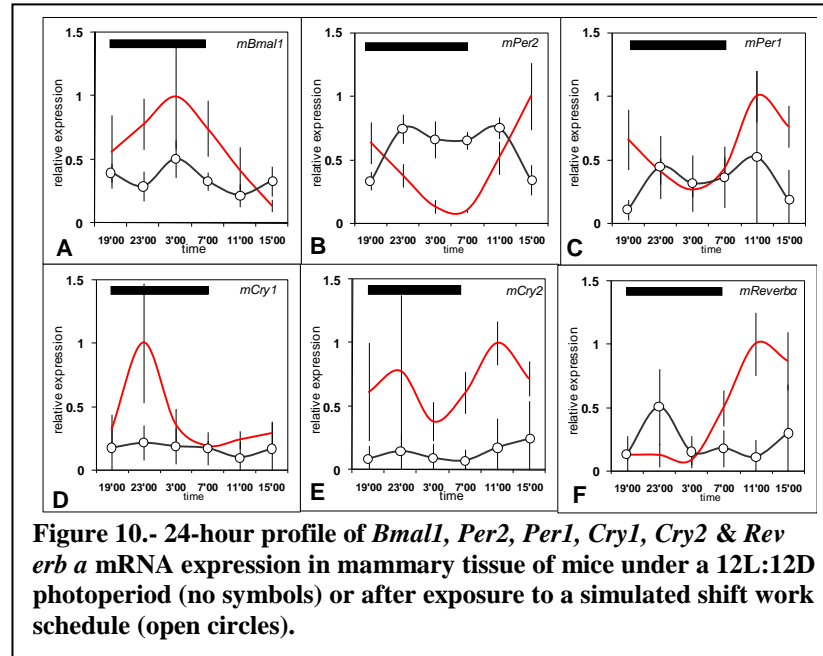 1.5
1
0.5
0
relative expression
mBmal1
A
19'00 23'00 3'00 7'00 11'00 15'00
time
1.5
1
0.5
0
relative expression
mPer2
B
19'00 23'00 3'00 7'00 11'00 15'00
time
1.5
1
0.5
0
relative expression
mPer1
C
19'00 23'00 3'00 7'00 11'00 15'00
time
1.5
1
0.5
0
relative expression
mCry1
D
19'00 23'00 3'00 7'00 11'00 15'00
time
1.5
1
0.5
0
relative expression
mCry2
E
19'00 23'00 3'00 7'00 11'00 15'00
time
1.5
1
0.5
0
relative expression
mReverbα
F
19'00 23'00 3'00 7'00 11'00 15'00
time
Figure 10.- 24-hour profile of Bmal1, Per2, Per1, Cry1, Cry2 & Rev
erb a mRNA expression in mammary tissue of mice under a 12L:12D
photoperiod (no symbols) or after exposure to a simulated shift work
schedule (open circles).